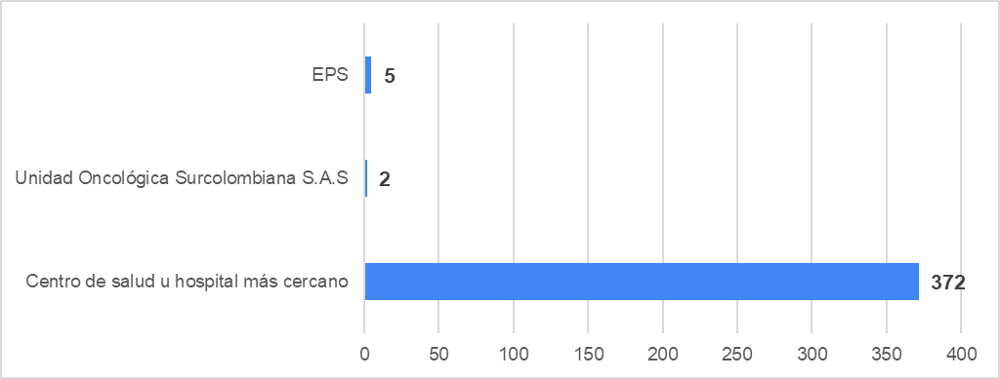 EPS 5
Unidad Oncológica Surcolombiana S.A.S 2
Centro de salud u hospital más cercano 372
0 50 100 150 200 250 300 350 400